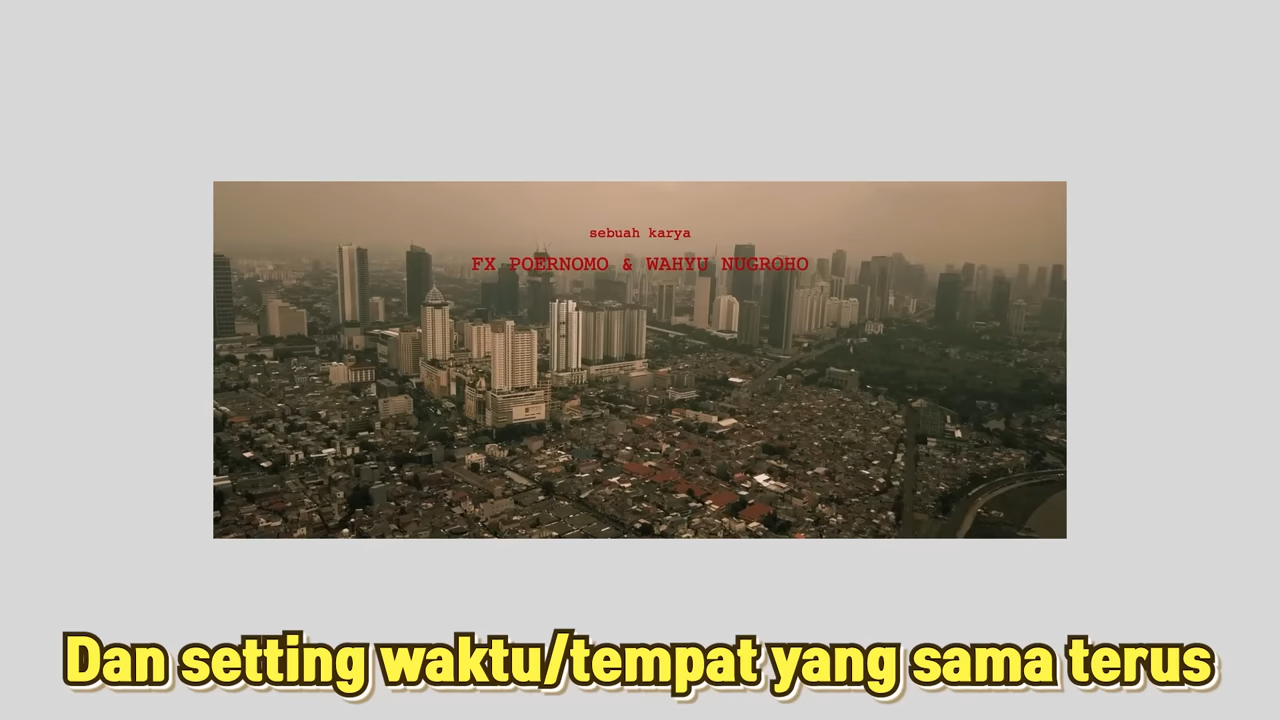 sebuah karya
FX POERNOMO & WAHYU NUGROHO
Dan setting waktu/tempat yang sama terus